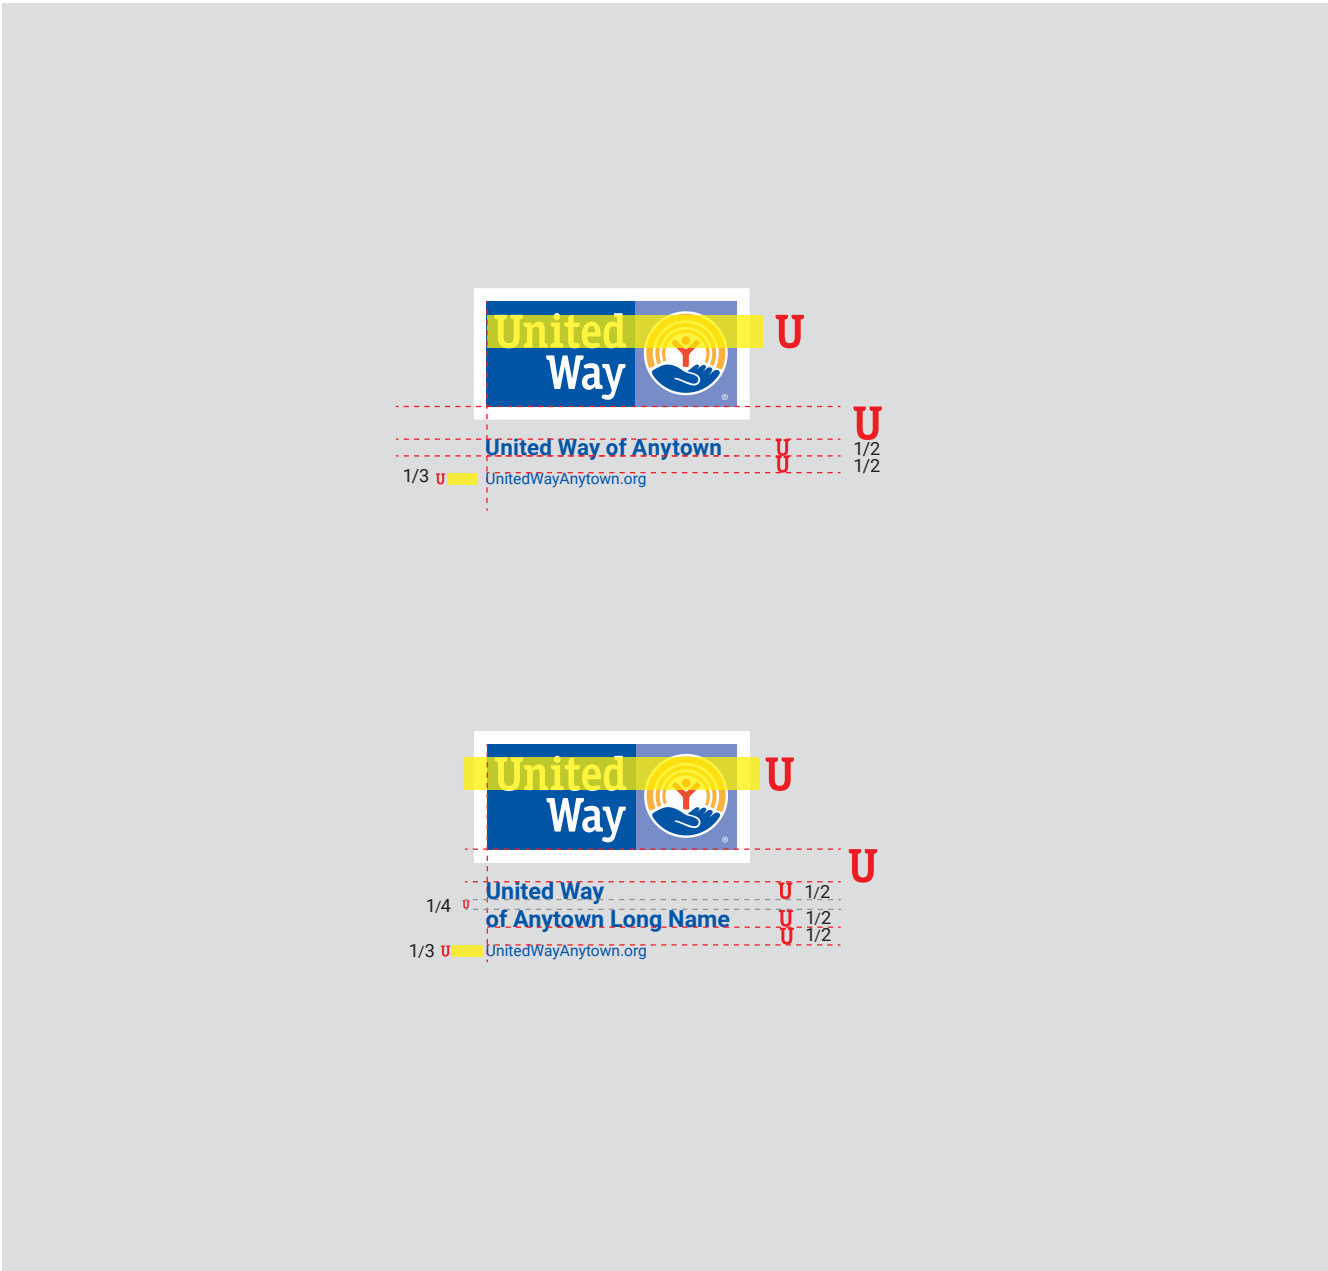 United U
Way
®
U
United Way of Anytown U 1/2
U 1/2
1/3 U UnitedWayAnytown.org
United U
Way
®
U
United Way U 1/2
1/4 U
of Anytown Long Name U 1/2
U 1/2
1/3 U UnitedWayAnytown.org